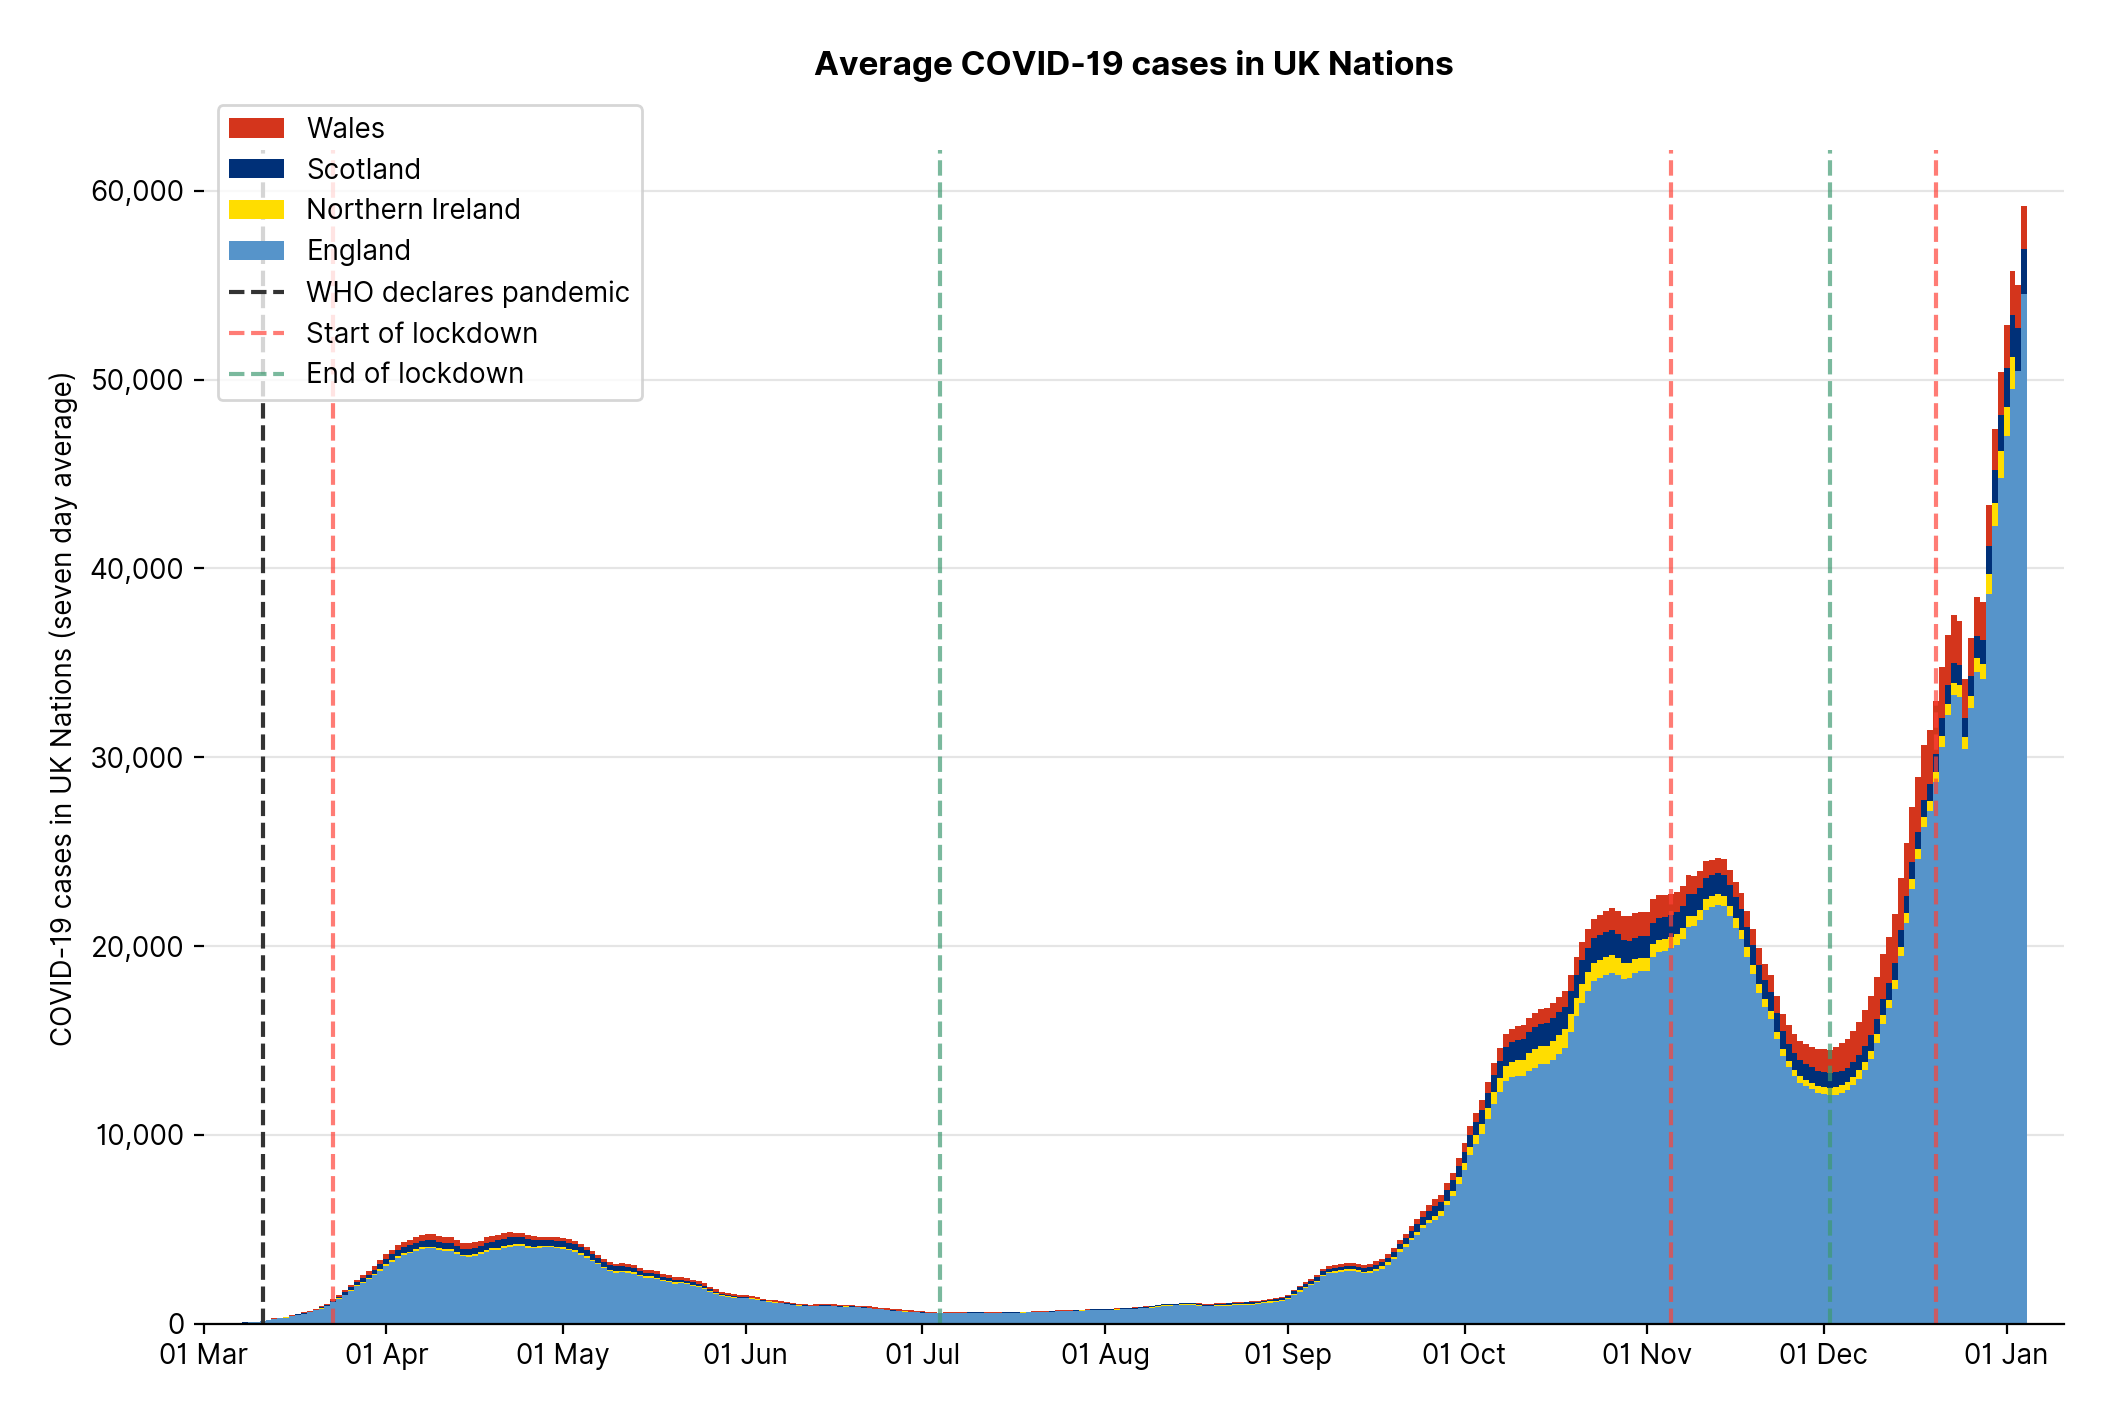 Average COVID-19 cases in UK Nations
Wales
Scotland
Northern Ireland
England
WHO declares pandemic
Start of lockdown
End of lockdown
COVID-19 cases in UK Nations (seven day average)
60,000
50,000
40,000
30,000
20,000
10,000
0
01 Mar 01 Apr 01 May 01 Jun 01 Jul 01 Aug 01 Sep 01 Oct 01 Nov 01 Dec 01 Jan